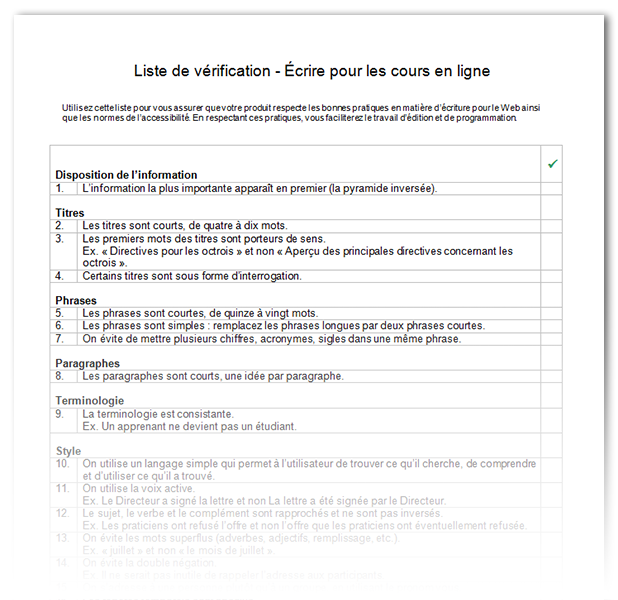 Liste de vérification - Écrire pour les cours en ligne
Utilisez cette liste pour vous assurer que votre produit respecte les bonnes pratiques en matière d'écriture pour le Web ainsi
que les normes de l'accessibilité. En respectant ces pratiques, vous faciliterez le travail d'édition et de programmation.
✓
Disposition de l'information
1. L'information la plus importante apparaît en premier (la pyramide inversée).
Titres
2. Les titres sont courts, de quatre à dix mots.
3. Les premiers mots des titres sont porteurs de sens.
Ex. « Directives pour les octrois » et non « Aperçu des principales directives concernant les
octrois ».
4. Certains titres sont sous forme d'interrogation.
Phrases
5. Les phrases sont courtes, de quinze à vingt mots.
6. Les phrases sont simples : remplacez les phrases longues par deux phrases courtes.
7. On évite de mettre plusieurs chiffres, acronymes, sigles dans une même phrase.
Paragraphes
8. Les paragraphes sont courts, une idée par paragraphe.
Terminologie
9. La terminologie est consistante.
Ex. Un apprenant ne devient pas un étudiant.
Style
10. On utilise un langage simple qui permet à l'utilisateur de trouver ce qu'il cherche, de comprendre
et d'utiliser ce qu'il a trouvé.
11. On utilise la voix active.
Ex. Le Directeur a signé la lettre et non La lettre a été signée par le Directeur.
12. Le sujet, le verbe et le complément sont rapprochés et ne sont pas inversés.
Ex. Les praticiens ont refusé l'offre et non l'offre que les praticiens ont éventuellement refusée.
13. On évite les mots superflus (adverbes, adjectifs, remplissage, etc.).
Ex. « juillet » et non « le mois de juillet ».
14. On évite la double négation.